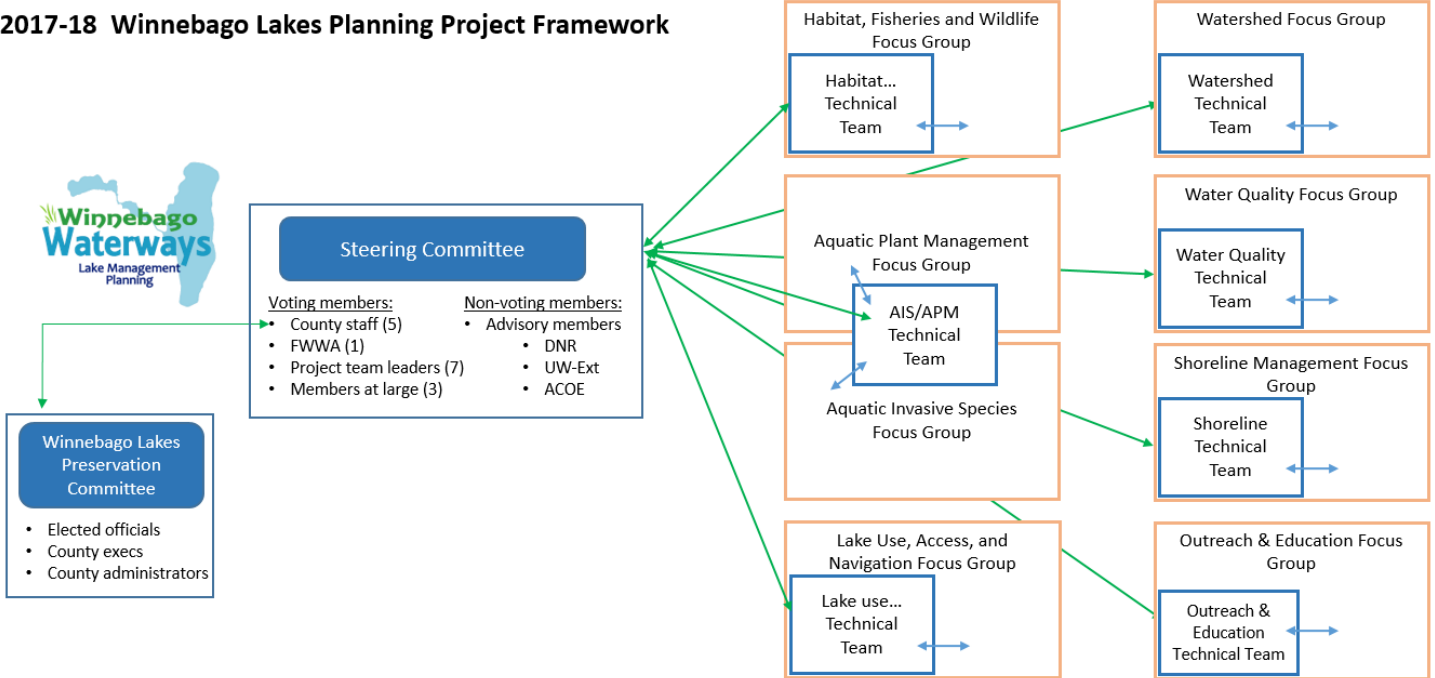 2017-18 Winnebago Lakes Planning Project Framework
Winnebago
Waterways
Lake Management
Planning
Steering Committee
Voting members:
• County staff (5)
• FWWA (1)
• Project team leaders (7)
• Members at large (3)
Non-voting members:
• Advisory members
• DNR
• UW-Ext
• ACOE
Winnebago Lakes
Preservation
Committee
• Elected officials
• County execs
• County administrators
Habitat, Fisheries and Wildlife
Focus Group
Habitat...
Technical
Team
Aquatic Plant Management
Focus Group
AIS/APM
Technical
Team
Aquatic Invasive Species
Focus Group
Lake Use, Access, and
Navigation Focus Group
Lake use...
Technical
Team
Watershed Focus Group
Watershed
Technical
Team
Water Quality Focus Group
Water Quality
Technical
Team
Shoreline Management Focus
Group
Shoreline
Technical
Team
Outreach & Education Focus
Group
Outreach &
Education
Technical Team